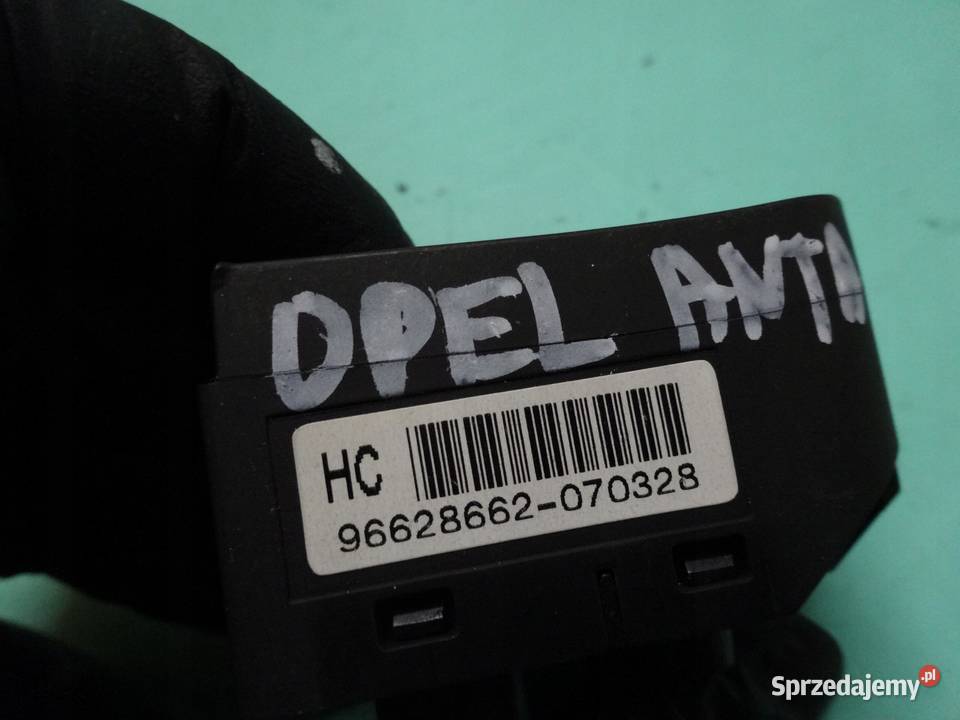 OPEL ANTA
HC
96628662-070328
Sprzedajemy.pl